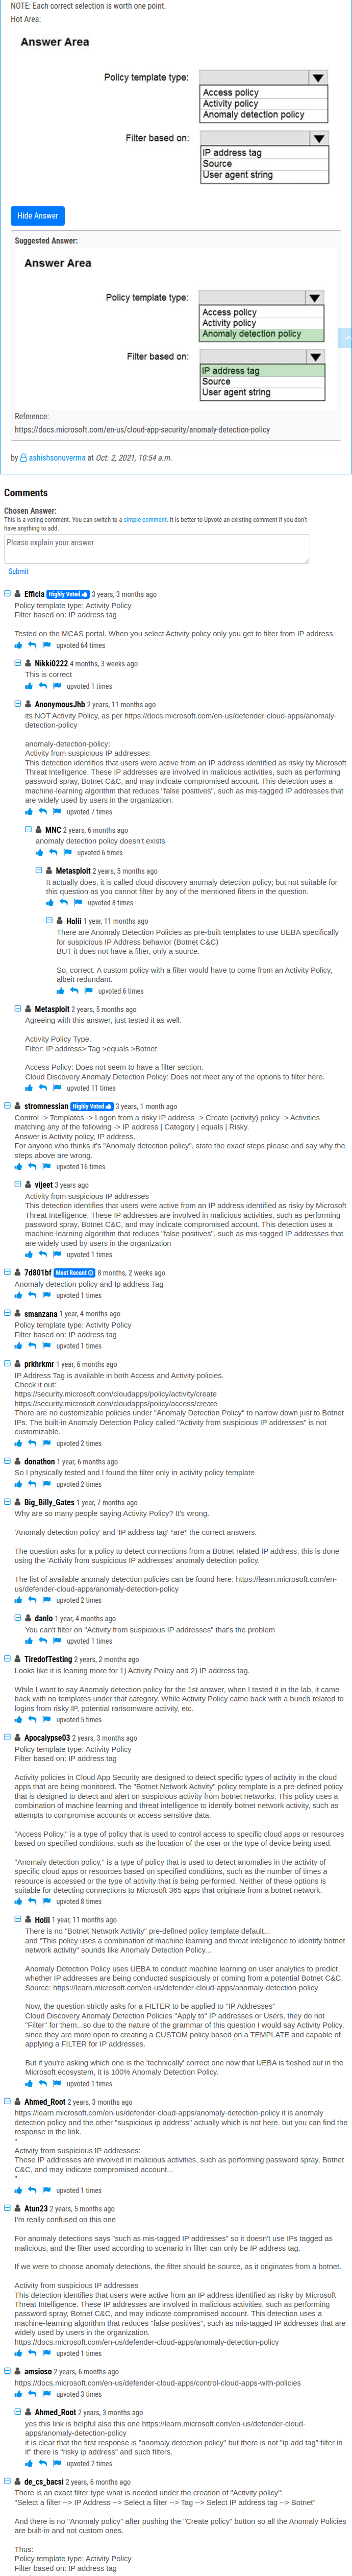 NOTE: Each correct selection is worth one point.
Hot Area:
Answer Area
Policy template type:
Access policy
Activity policy
Anomaly detection policy
Filter based on:
IP address tag
Source
User agent string
Hide Answer
Suggested Answer:
Answer Area
Policy template type:
Access policy
Activity policy
Anomaly detection policy
Filter based on:
IP address tag
Source
User agent string
Reference:
https://docs.microsoft.com/en-us/cloud-app-security/anomaly-detection-policy
by ashishsonuverma at Oct. 2, 2021, 10:54 a.m.
Comments
Chosen Answer:
This is a voting comment. You can switch to a simple comment. It is better to Upvote an existing comment if you don't
have anything to add.
Please explain your answer
Submit
Efficia Highly Voted 3 years, 3 months ago
Policy template type: Activity Policy
Filter based on: IP address tag
Tested on the MCAS portal. When you select Activity policy only you get to filter from IP address.
upvoted 64 times
Nikki0222 4 months, 3 weeks ago
This is correct
upvoted 1 times
AnonymousJhb 2 years, 11 months ago
its NOT Activity Policy, as per https://docs.microsoft.com/en-us/defender-cloud-apps/anomaly-
detection-policy
anomaly-detection-policy:
Activity from suspicious IP addresses:
This detection identifies that users were active from an IP address identified as risky by Microsoft
Threat Intelligence. These IP addresses are involved in malicious activities, such as performing
password spray, Botnet C&C, and may indicate compromised account. This detection uses a
machine-learning algorithm that reduces "false positives", such as mis-tagged IP addresses that
are widely used by users in the organization.
upvoted 7 times
MNC 2 years, 6 months ago
anomaly detection policy doesn't exists
upvoted 6 times
Metasploit 2 years, 5 months ago
It actually does, it is called cloud discovery anomaly detection policy; but not suitable for
this question as you cannot filter by any of the mentioned filters in the question.
upvoted 8 times
Holii 1 year, 11 months ago
There are Anomaly Detection Policies as pre-built templates to use UEBA specifically
for suspicious IP Address behavior (Botnet C&C)
BUT it does not have a filter, only a source.
So, correct. A custom policy with a filter would have to come from an Activity Policy,
albeit redundant.
upvoted 6 times
Metasploit 2 years, 5 months ago
Agreeing with this answer, just tested it as well.
Activity Policy Type.
Filter: IP address> Tag >equals >Botnet
Access Policy: Does not seem to have a filter section.
Cloud Discovery Anomaly Detection Policy: Does not meet any of the options to filter here.
upvoted 11 times
stromnessian Highly Voted 3 years, 1 month ago
Control -> Templates -> Logon from a risky IP address -> Create (activity) policy -> Activities
matching any of the following -> IP address | Category | equals | Risky.
Answer is Activity policy, IP address.
For anyone who thinks it's "Anomaly detection policy", state the exact steps please and say why the
steps above are wrong.
upvoted 16 times
vijeet 3 years ago
Activity from suspicious IP addresses
This detection identifies that users were active from an IP address identified as risky by Microsoft
Threat Intelligence. These IP addresses are involved in malicious activities, such as performing
password spray, Botnet C&C, and may indicate compromised account. This detection uses a
machine-learning algorithm that reduces "false positives", such as mis-tagged IP addresses that
are widely used by users in the organization
upvoted 1 times
7d801bf Most Recent 8 months, 2 weeks ago
Anomaly detection policy and Ip address Tag
upvoted 1 times
smanzana 1 year, 4 months ago
Policy template type: Activity Policy
Filter based on: IP address tag
upvoted 1 times
prkhrkmr 1 year, 6 months ago
IP Address Tag is available in both Access and Activity policies.
Check it out:
https://security.microsoft.com/cloudapps/policy/activity/create
https://security.microsoft.com/cloudapps/policy/access/create
There are no customizable policies under "Anomaly Detection Policy" to narrow down just to Botnet
IPs. The built-in Anomaly Detection Policy called "Activity from suspicious IP addresses" is not
customizable.
upvoted 2 times
donathon 1 year, 6 months ago
So I physically tested and I found the filter only in activity policy template
upvoted 2 times
Big_Billy_Gates 1 year, 7 months ago
Why are so many people saying Activity Policy? It's wrong.
'Anomaly detection policy' and 'IP address tag' *are* the correct answers.
The question asks for a policy to detect connections from a Botnet related IP address, this is done
using the 'Activity from suspicious IP addresses' anomaly detection policy.
The list of available anomaly detection policies can be found here: https://learn.microsoft.com/en-
us/defender-cloud-apps/anomaly-detection-policy
upvoted 2 times
danlo 1 year, 4 months ago
You can't filter on "Activity from suspicious IP addresses" that's the problem
upvoted 1 times
TiredofTesting 2 years, 2 months ago
Looks like it is leaning more for 1) Activity Policy and 2) IP address tag.
While I want to say Anomaly detection policy for the 1st answer, when I tested it in the lab, it came
back with no templates under that category. While Activity Policy came back with a bunch related to
logins from risky IP, potential ransomware activity, etc.
upvoted 5 times
Apocalypse03 2 years, 3 months ago
Policy template type: Activity Policy
Filter based on: IP address tag
Activity policies in Cloud App Security are designed to detect specific types of activity in the cloud
apps that are being monitored. The "Botnet Network Activity" policy template is a pre-defined policy
that is designed to detect and alert on suspicious activity from botnet networks. This policy uses a
combination of machine learning and threat intelligence to identify botnet network activity, such as
attempts to compromise accounts or access sensitive data.
"Access Policy," is a type of policy that is used to control access to specific cloud apps or resources
based on specified conditions, such as the location of the user or the type of device being used.
"Anomaly detection policy," is a type of policy that is used to detect anomalies in the activity of
specific cloud apps or resources based on specified conditions, such as the number of times a
resource is accessed or the type of activity that is being performed. Neither of these options is
suitable for detecting connections to Microsoft 365 apps that originate from a botnet network.
upvoted 8 times
Holii 1 year, 11 months ago
There is no "Botnet Network Activity" pre-defined policy template default...
and "This policy uses a combination of machine learning and threat intelligence to identify botnet
network activity" sounds like Anomaly Detection Policy...
Anomaly Detection Policy uses UEBA to conduct machine learning on user analytics to predict
whether IP addresses are being conducted suspiciously or coming from a potential Botnet C&C.
Source: https://learn.microsoft.com/en-us/defender-cloud-apps/anomaly-detection-policy
Now, the question strictly asks for a FILTER to be applied to "IP Addresses"
Cloud Discovery Anomaly Detection Policies "Apply to" IP addresses or Users, they do not
"Filter" for them...so due to the nature of the grammar of this question I would say Activity Policy,
since they are more open to creating a CUSTOM policy based on a TEMPLATE and capable of
applying a FILTER for IP addresses.
But if you're asking which one is the 'technically' correct one now that UEBA is fleshed out in the
Microsoft ecosystem, it is 100% Anomaly Detection Policy.
upvoted 1 times
Ahmed_Root 2 years, 3 months ago
https://learn.microsoft.com/en-us/defender-cloud-apps/anomaly-detection-policy it is anomaly
detection policy and the other "suspicious ip address" actually which is not here. but you can find the
response in the link.
"
Activity from suspicious IP addresses:
These IP addresses are involved in malicious activities, such as performing password spray, Botnet
C&C, and may indicate compromised account...
"
upvoted 1 times
Atun23 2 years, 5 months ago
I'm really confused on this one
For anomaly detections says "such as mis-tagged IP addresses" so it doesn't use IPs tagged as
malicious, and the filter used according to scenario in filter can only be IP address tag.
If we were to choose anomaly detections, the filter should be source, as it originates from a botnet.
Activity from suspicious IP addresses
This detection identifies that users were active from an IP address identified as risky by Microsoft
Threat Intelligence. These IP addresses are involved in malicious activities, such as performing
password spray, Botnet C&C, and may indicate compromised account. This detection uses a
machine-learning algorithm that reduces "false positives", such as mis-tagged IP addresses that are
widely used by users in the organization.
https://docs.microsoft.com/en-us/defender-cloud-apps/anomaly-detection-policy
upvoted 1 times
amsioso 2 years, 6 months ago
https://docs.microsoft.com/en-us/defender-cloud-apps/control-cloud-apps-with-policies
upvoted 3 times
Ahmed_Root 2 years, 3 months ago
yes this link is helpful also this one https://learn.microsoft.com/en-us/defender-cloud-
apps/anomaly-detection-policy
it is clear that the first response is "anomaly detection policy" but there is not "ip add tag" filter in
it" there is "risky ip address" and such filters.
upvoted 2 times
de_cs_bacsi 2 years, 6 months ago
There is an exact filter type what is needed under the creation of "Activity policy":
"Select a filter --> IP Address --> Select a filter --> Tag --> Select IP address tag --> Botnet"
And there is no "Anomaly policy" after pushing the "Create policy" button so all the Anomaly Policies
are built-in and not custom ones.
Thus:
Policy template type: Activity Policy
Filter based on: IP address tag